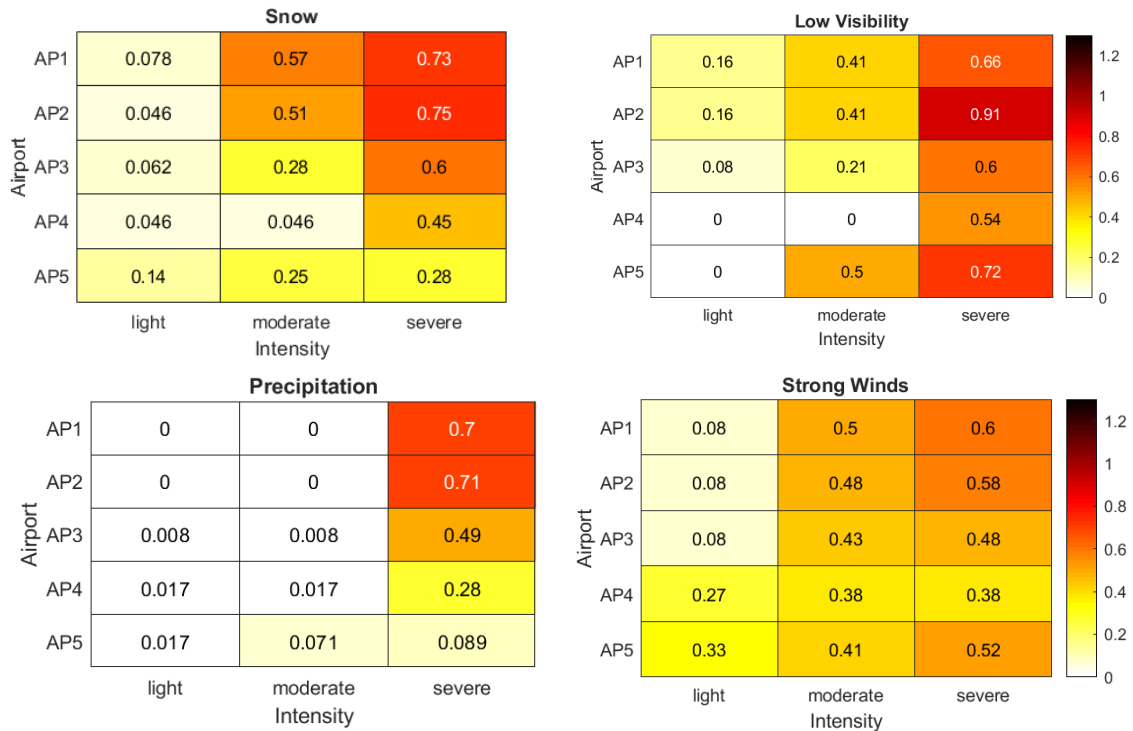 Snow
Airport
AP1 0.078 0.57 0.73
AP2 0.046 0.51 0.75
AP3 0.062 0.28 0.6
AP4 0.046 0.046 0.45
AP5 0.14 0.25 0.28
light moderate severe
Intensity
Low Visibility
Airport
AP1 0.16 0.41 0.66
AP2 0.16 0.41 0.91
AP3 0.08 0.21 0.6
AP4 0 0 0.54
AP5 0 0.5 0.72
light moderate severe
Intensity
1.2
1
0.8
0.6
0.4
0.2
0
Precipitation
Airport
AP1 0 0 0.7
AP2 0 0 0.71
AP3 0.008 0.008 0.49
AP4 0.017 0.017 0.28
AP5 0.017 0.071 0.089
light moderate severe
Intensity
Strong Winds
Airport
AP1 0.08 0.5 0.6
AP2 0.08 0.48 0.58
AP3 0.08 0.43 0.48
AP4 0.27 0.38 0.38
AP5 0.33 0.41 0.52
light moderate severe
Intensity
1.2
1
0.8
0.6
0.4
0.2
0